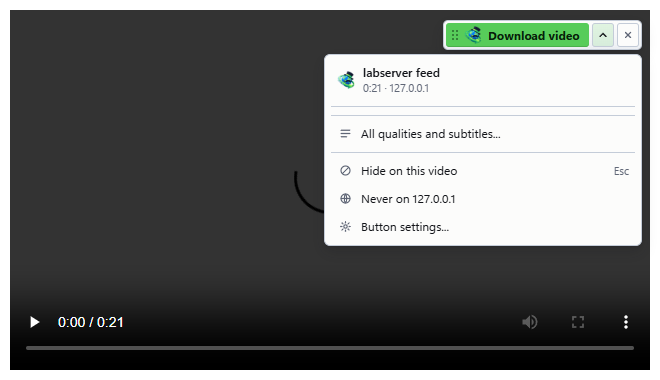 Download video
labserver feed
0:21 · 127.0.0.1
All qualities and subtitles...
Hide on this video Esc
Never on 127.0.0.1
Button settings...
0:00 / 0:21